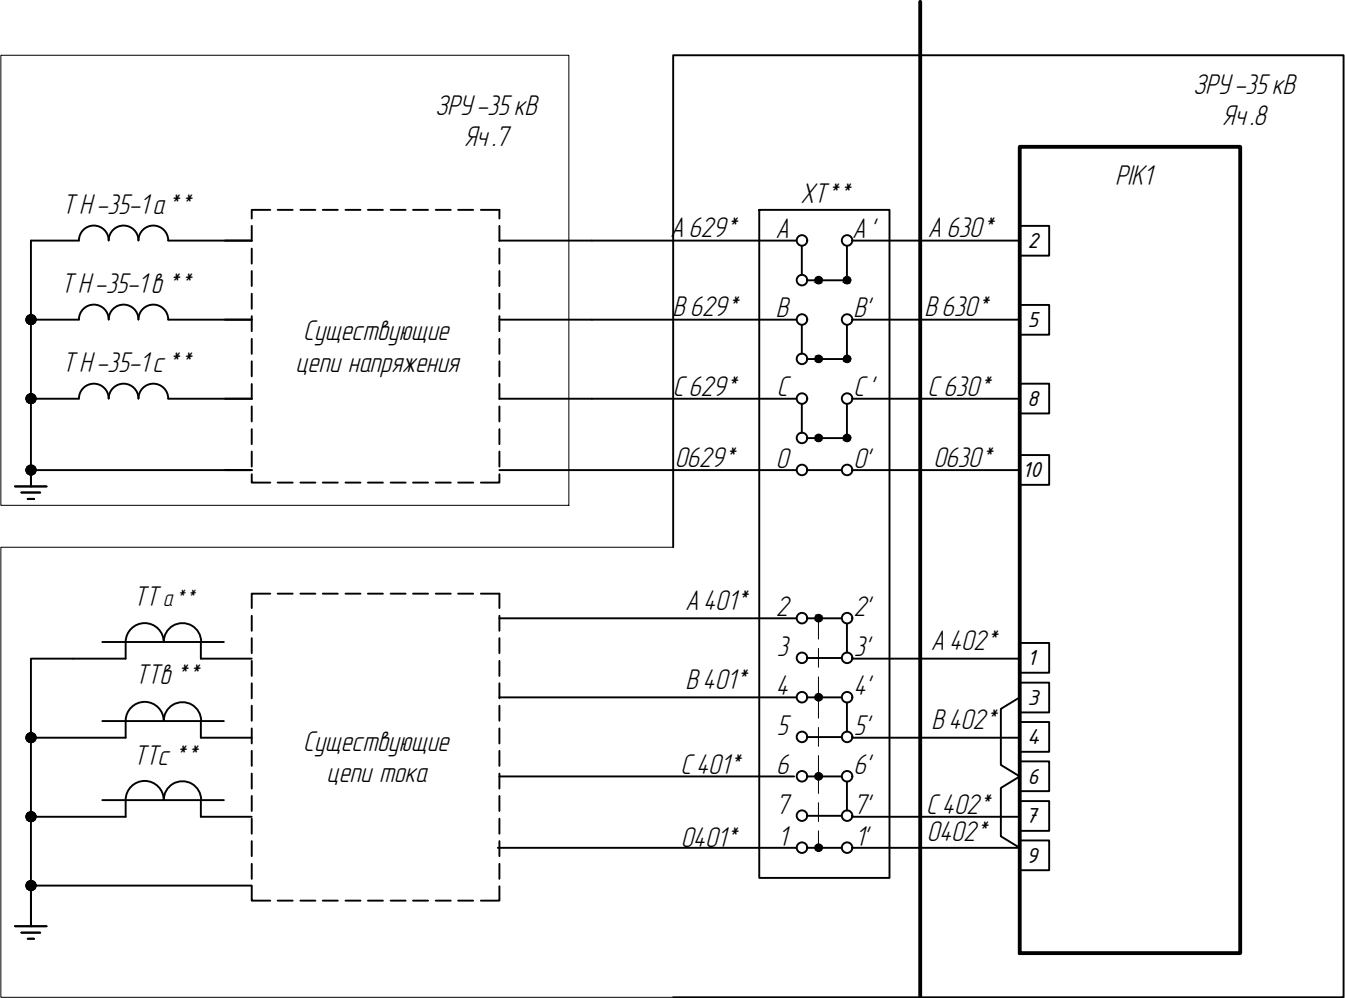 ЗРУ-35 кВ
Яч.7
ЗРУ-35 кВ
Яч.8
PIK1
ТН-35-1а**
ТН-35-1в**
ТН-35-1с**
Существующие
цепи напряжения
XT**
A 629* A A' A 630* 2
B 629* B B' B 630* 5
C 629* C C' C 630* 8
0629* 0 0' 0630* 10
ТТа**
ТТв**
ТТс**
Существующие
цепи тока
A 401* 2 2'
3 3' A 402* 1
3
B 401* 4 4'
5 5' B 402* 4
C 401* 6 6' 6
7 7' C 402* 7
0401* 1 1' 0402* 9